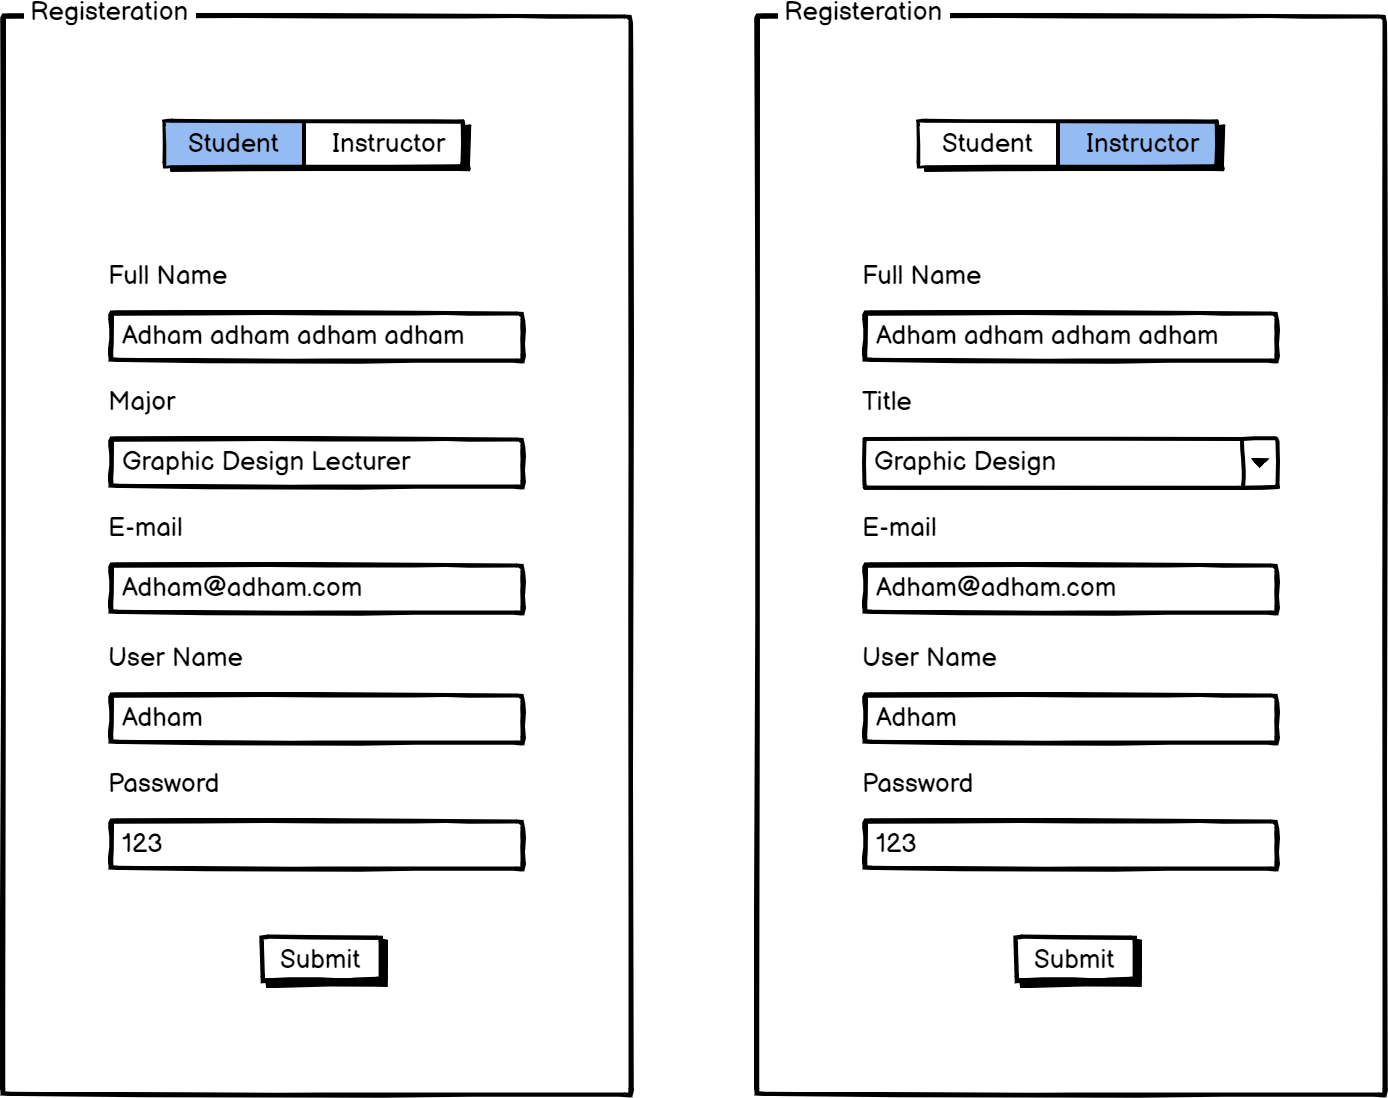 Registeration
Student Instructor
Full Name
Adham adham adham adham
Major
Graphic Design Lecturer
E-mail
Adham@adham.com
User Name
Adham
Password
123
Submit
Registeration
Student Instructor
Full Name
Adham adham adham adham
Title
Graphic Design
E-mail
Adham@adham.com
User Name
Adham
Password
123
Submit